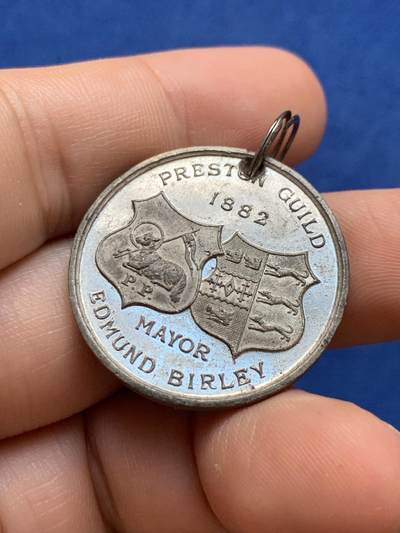 PRESTON GUILD
1882
P.P
MAYOR
EDMUND BIRLEY